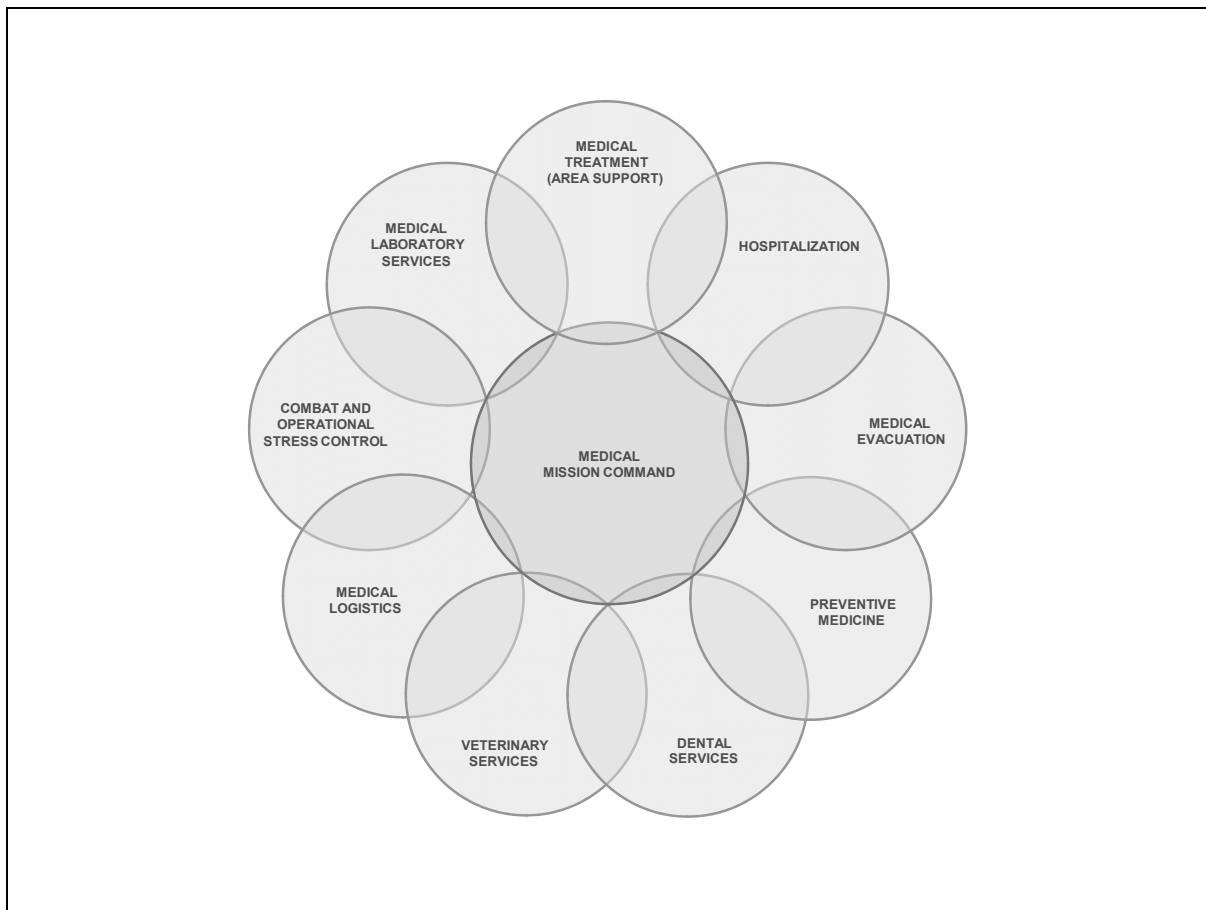 MEDICAL
TREATMENT
(AREA SUPPORT)
MEDICAL
LABORATORY
SERVICES
HOSPITALIZATION
COMBAT AND
OPERATIONAL
STRESS CONTROL
MEDICAL
EVACUATION
MEDICAL
MISSION COMMAND
MEDICAL
LOGISTICS
PREVENTIVE
MEDICINE
VETERINARY
SERVICES
DENTAL
SERVICES